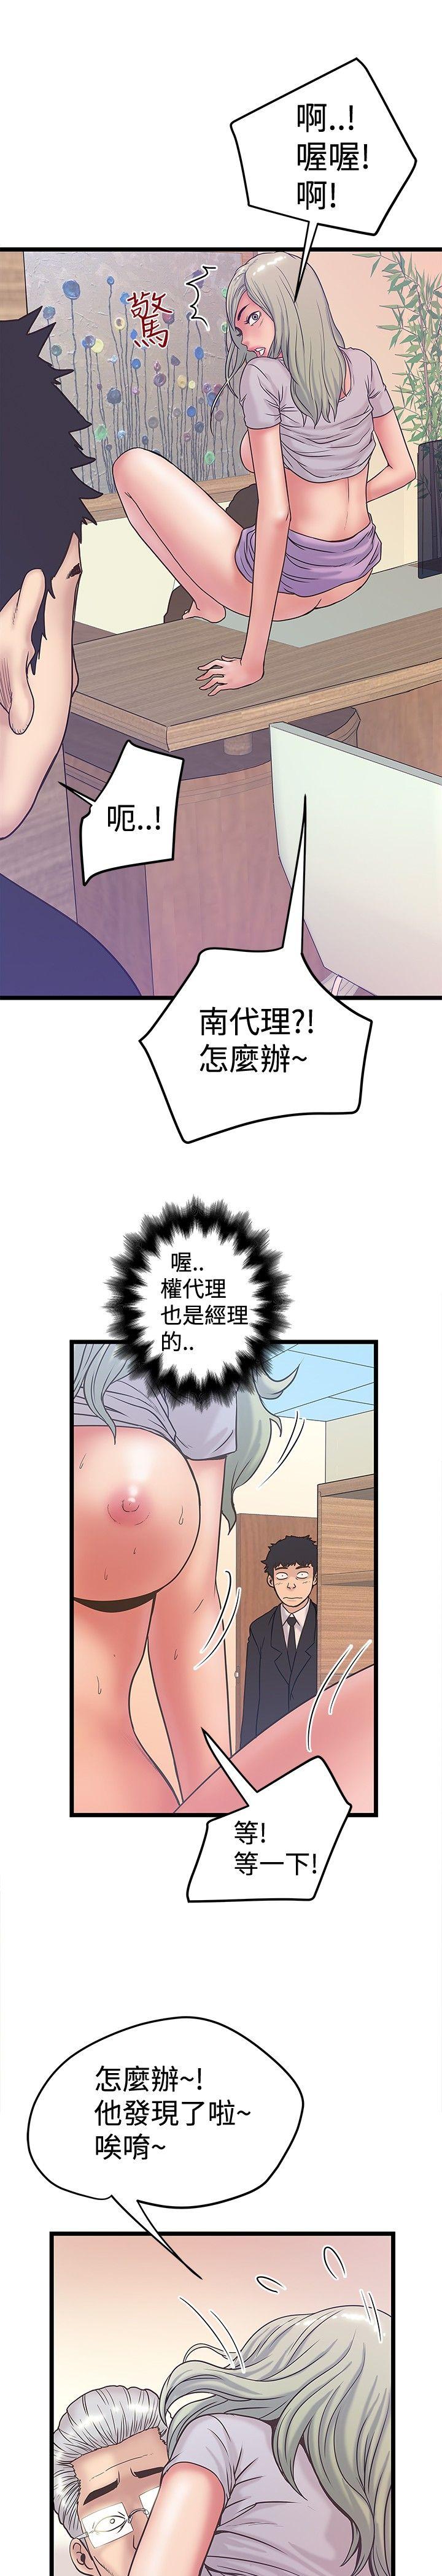 啊..!
喔喔!
啊!
驚
呃..!
南代理?!
怎麼辦~
喔..
權代理
也是經理
的..
等!
等一下!
怎麼辦~!
他發現了啦~
唉唷~